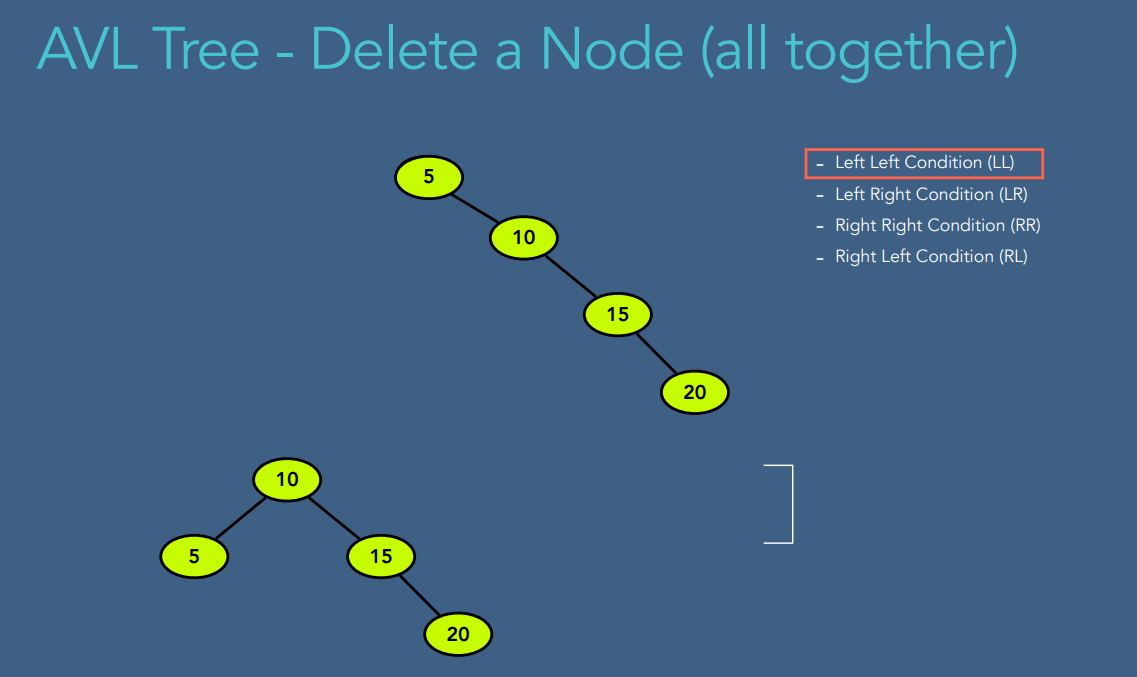 AVL Tree - Delete a Node (all together)
- Left Left Condition (LL)
- Left Right Condition (LR)
- Right Right Condition (RR)
- Right Left Condition (RL)
5
10
15
20
10
5
15
20